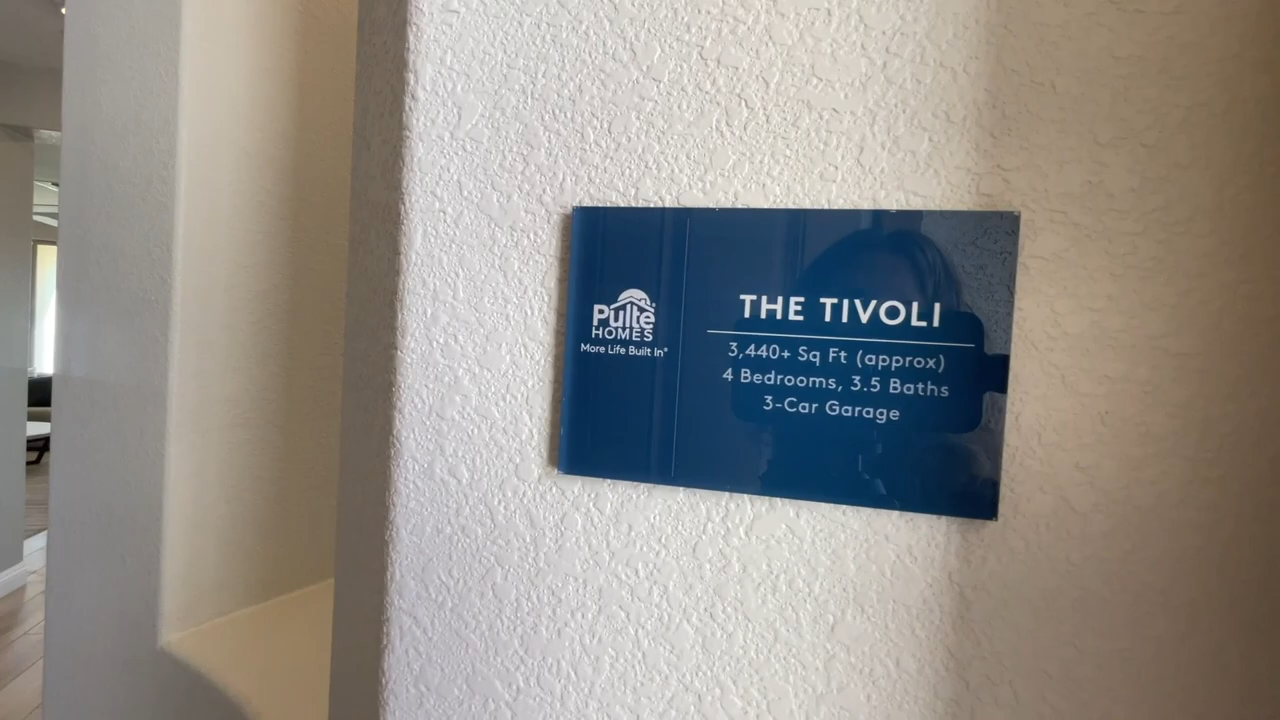 Pulte
HOMES
More Life Built In®
THE TIVOLI
3,440+ Sq Ft (approx)
4 Bedrooms, 3.5 Baths
3-Car Garage